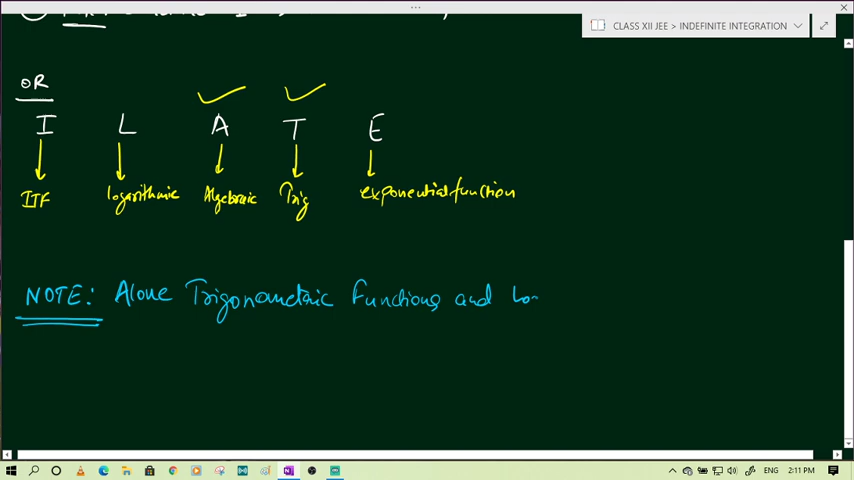 CLASS XII JEE > INDEFINITE INTEGRATION
OR
I L A T E
ITF logarithmic Algebraic Trig exponential function
NOTE: Alone Trigonometric Functions and
ENG 2:11 PM